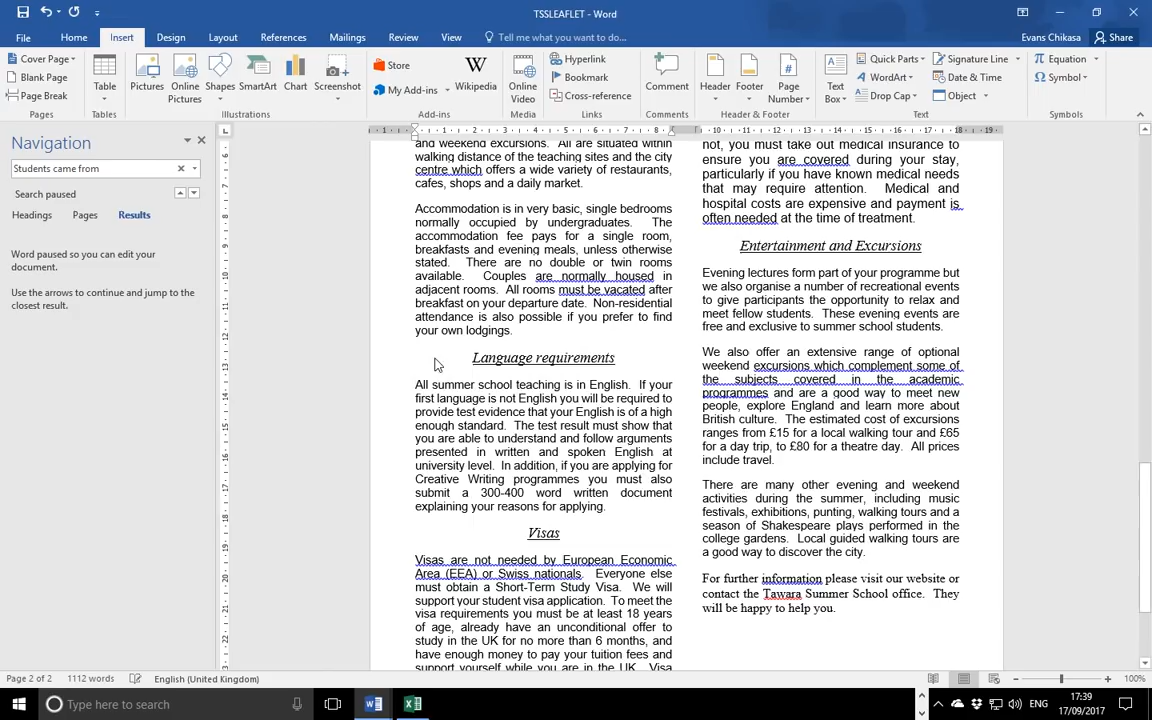 TSSLEAFLET - Word
File
Home
Insert
Design
Layout
References
Mailings
Review
View
Tell me what you want to do...
Evans Chikasa
Share
Cover Page
Blank Page
Page Break
Pages
Table
Tables
Pictures
Online Pictures
Shapes
SmartArt
Chart
Screenshot
Illustrations
Store
My Add-ins
Wikipedia
Add-ins
Online Video
Media
Hyperlink
Bookmark
Cross-reference
Links
Comment
Comments
Header
Footer
Page Number
Header & Footer
Text Box
Quick Parts
WordArt
Drop Cap
Signature Line
Date & Time
Object
Text
Equation
Symbol
Symbols
Navigation
Students came from
Search paused
Headings
Pages
Results
Word paused so you can edit your
document.
Use the arrows to continue and jump to the
closest result.
and weekend excursions. All are situated within
walking distance of the teaching sites and the city
centre which offers a wide variety of restaurants,
cafes, shops and a daily market.
Accommodation is in very basic, single bedrooms
normally occupied by undergraduates. The
accommodation fee pays for a single room,
breakfasts and evening meals, unless otherwise
stated. There are no double or twin rooms
available. Couples are normally housed in
adjacent rooms. All rooms must be vacated after
breakfast on your departure date. Non-residential
attendance is also possible if you prefer to find
your own lodgings.
Language requirements
All summer school teaching is in English. If your
first language is not English you will be required to
provide test evidence that your English is of a high
enough standard. The test result must show that
you are able to understand and follow arguments
presented in written and spoken English at
university level. In addition, if you are applying for
Creative Writing programmes you must also
submit a 300-400 word written document
explaining your reasons for applying.
Visas
Visas are not needed by European Economic
Area (EEA) or Swiss nationals. Everyone else
must obtain a Short-Term Study Visa. We will
support your student visa application. To meet the
visa requirements you must be at least 18 years
of age, already have an unconditional offer to
study in the UK for no more than 6 months, and
have enough money to pay your tuition fees and
support yourself while you are in the UK. Visa
not, you must take out medical insurance to
ensure you are covered during your stay,
particularly if you have known medical needs
that may require attention. Medical and
hospital costs are expensive and payment is
often needed at the time of treatment.
Entertainment and Excursions
Evening lectures form part of your programme but
we also organise a number of recreational events
to give participants the opportunity to relax and
meet fellow students. These evening events are
free and exclusive to summer school students.
We also offer an extensive range of optional
weekend excursions which complement some of
the subjects covered in the academic
programmes and are a good way to meet new
people, explore England and learn more about
British culture. The estimated cost of excursions
ranges from £15 for a local walking tour and £65
for a day trip, to £80 for a theatre day. All prices
include travel.
There are many other evening and weekend
activities during the summer, including music
festivals, exhibitions, punting, walking tours and a
season of Shakespeare plays performed in the
college gardens. Local guided walking tours are
a good way to discover the city.
For further information please visit our website or
contact the Tawara Summer School office. They
will be happy to help you.
Page 2 of 2
1112 words
English (United Kingdom)
100%
Type here to search
ENG
17:39
17/09/2017